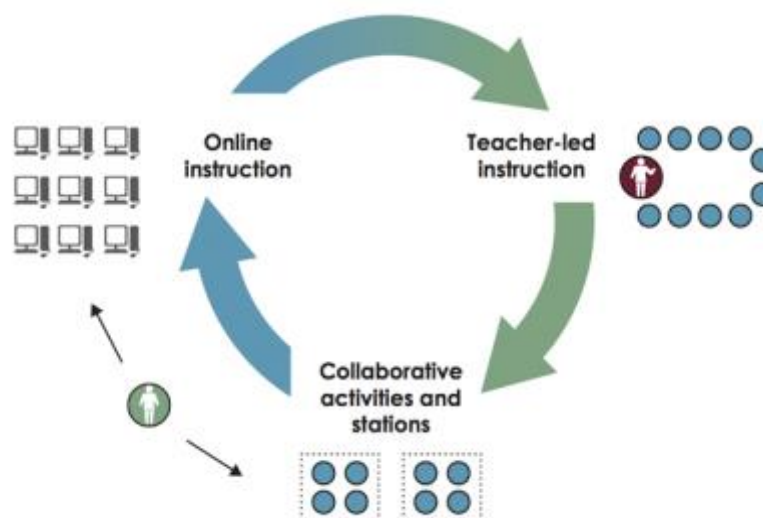 Online
instruction
Teacher-led
instruction
Collaborative
activities and
stations